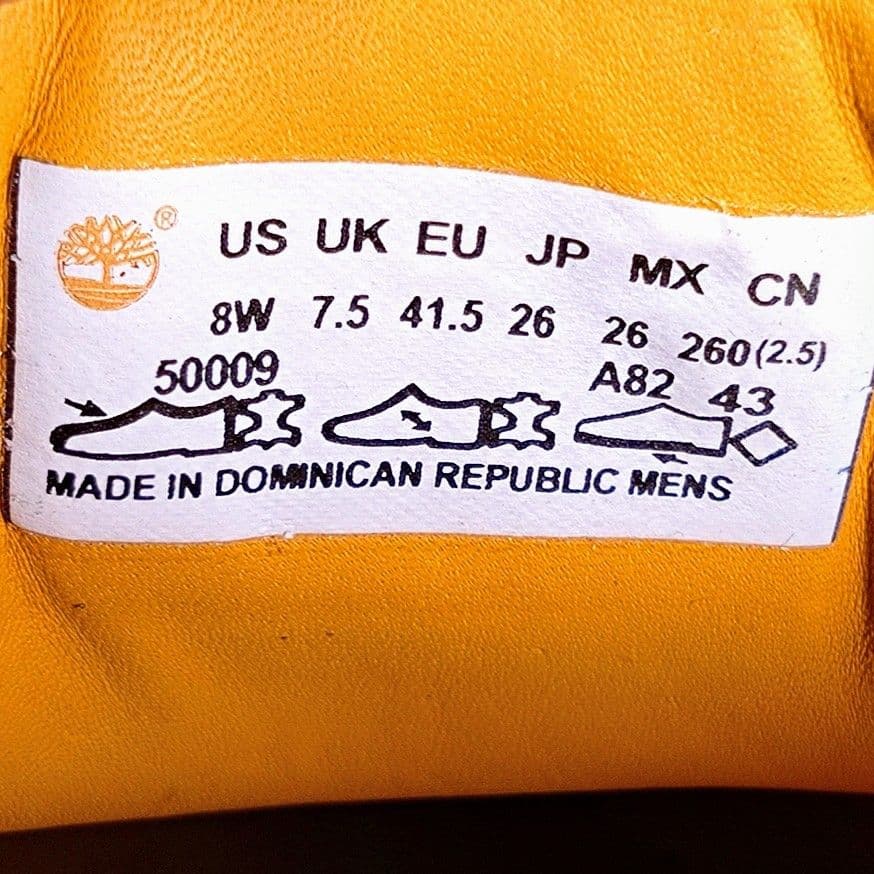 ®
US UK EU JP MX CN
8W 7.5 41.5 26 26 260(2.5)
50009 A82 43
MADE IN DOMINICAN REPUBLIC MENS